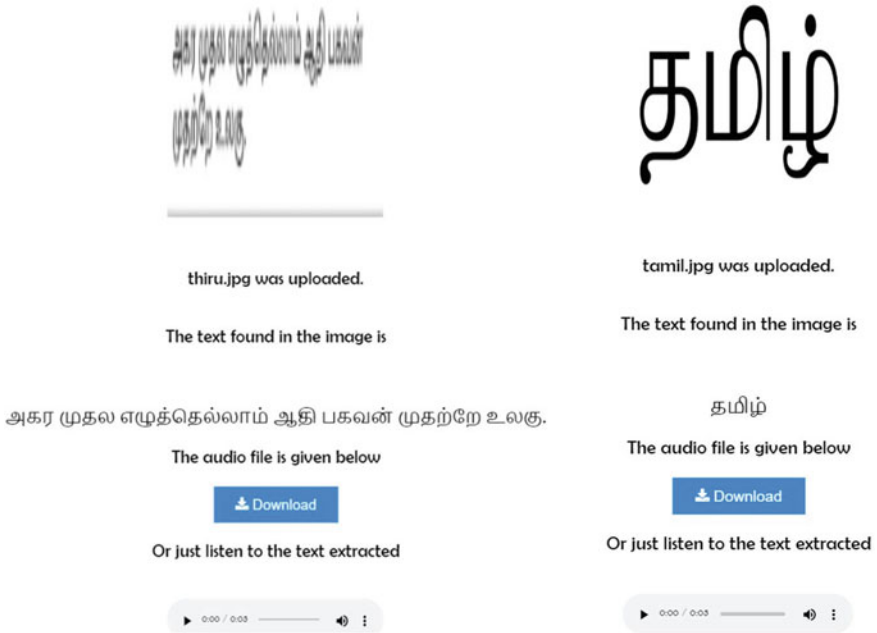 அகர முதல எழுத்தெல்லாம் ஆதி பகவன்
முதற்றே உலகு.
thiru.jpg was uploaded.
The text found in the image is
அகர முதல எழுத்தெல்லாம் ஆதி பகவன் முதற்றே உலகு.
The audio file is given below
Download
Or just listen to the text extracted
0:00 / 0:03
தமிழ்
tamil.jpg was uploaded.
The text found in the image is
தமிழ்
The audio file is given below
Download
Or just listen to the text extracted
0:00 / 0:03